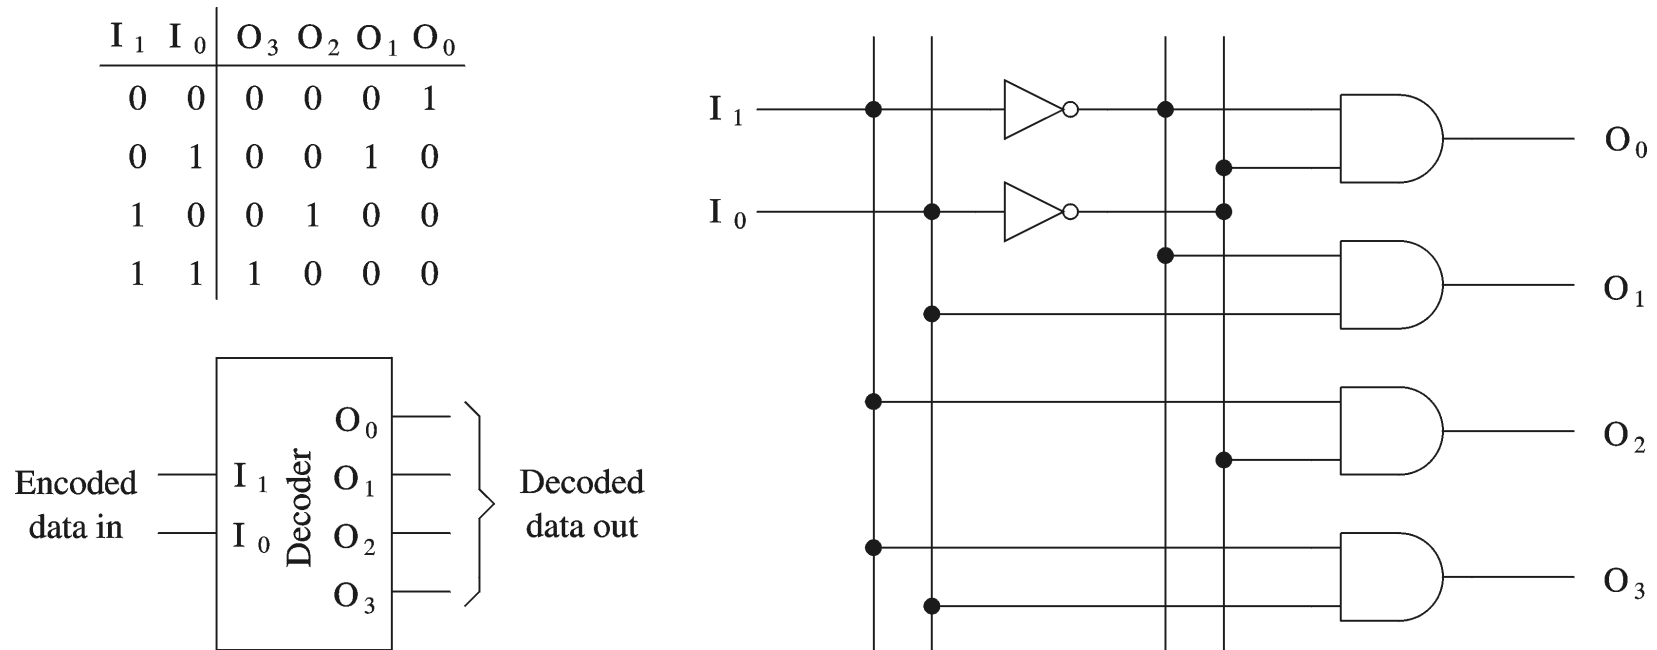 I1 I0 O3 O2 O1 O0
0 0 0 0 0 1
0 1 0 0 1 0
1 0 0 1 0 0
1 1 1 0 0 0
Encoded
data in
I1
I0
Decoder
O0
O1
O2
O3
Decoded
data out
I1
I0
O0
O1
O2
O3